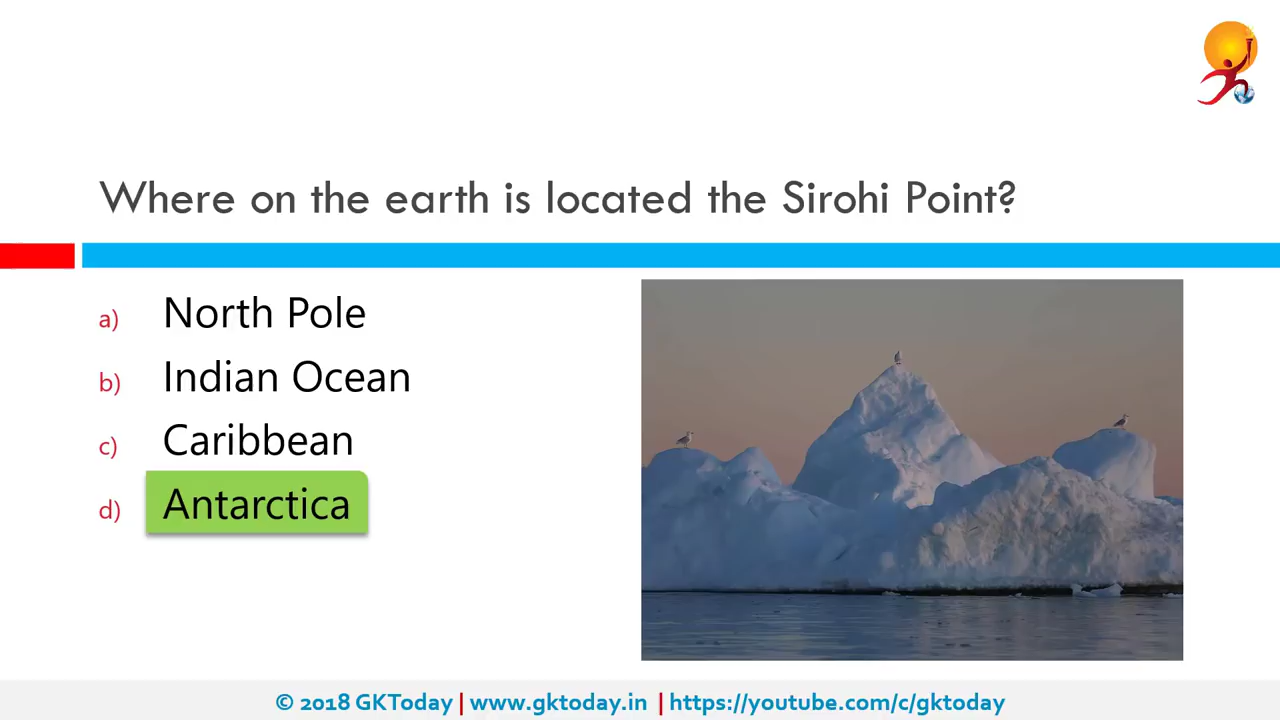 Where on the earth is located the Sirohi Point?
a) North Pole
b) Indian Ocean
c) Caribbean
d) Antarctica
© 2018 GKToday | www.gktoday.in | https://youtube.com/c/gktoday